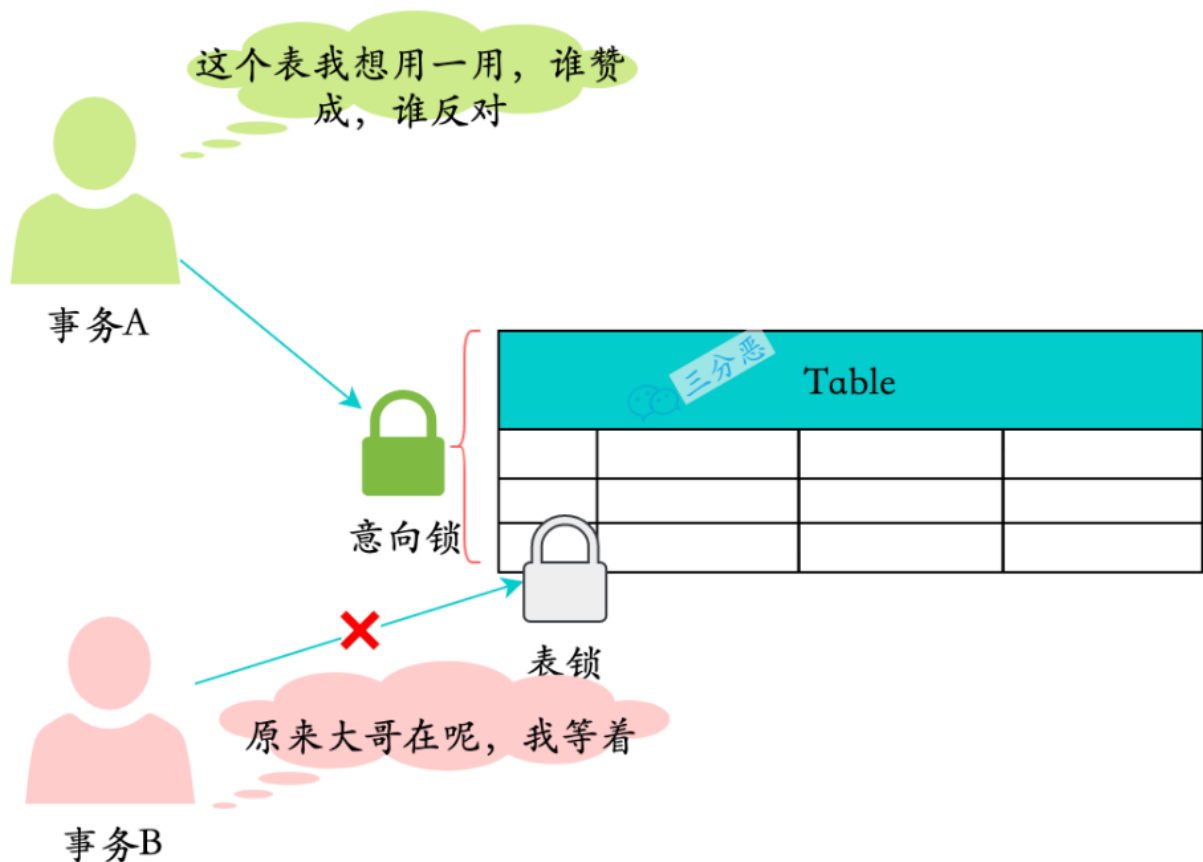 这个表我想用一用，谁赞
成，谁反对
事务A
三分恶
Table
意向锁
表锁
原来大哥在呢，我等着
事务B